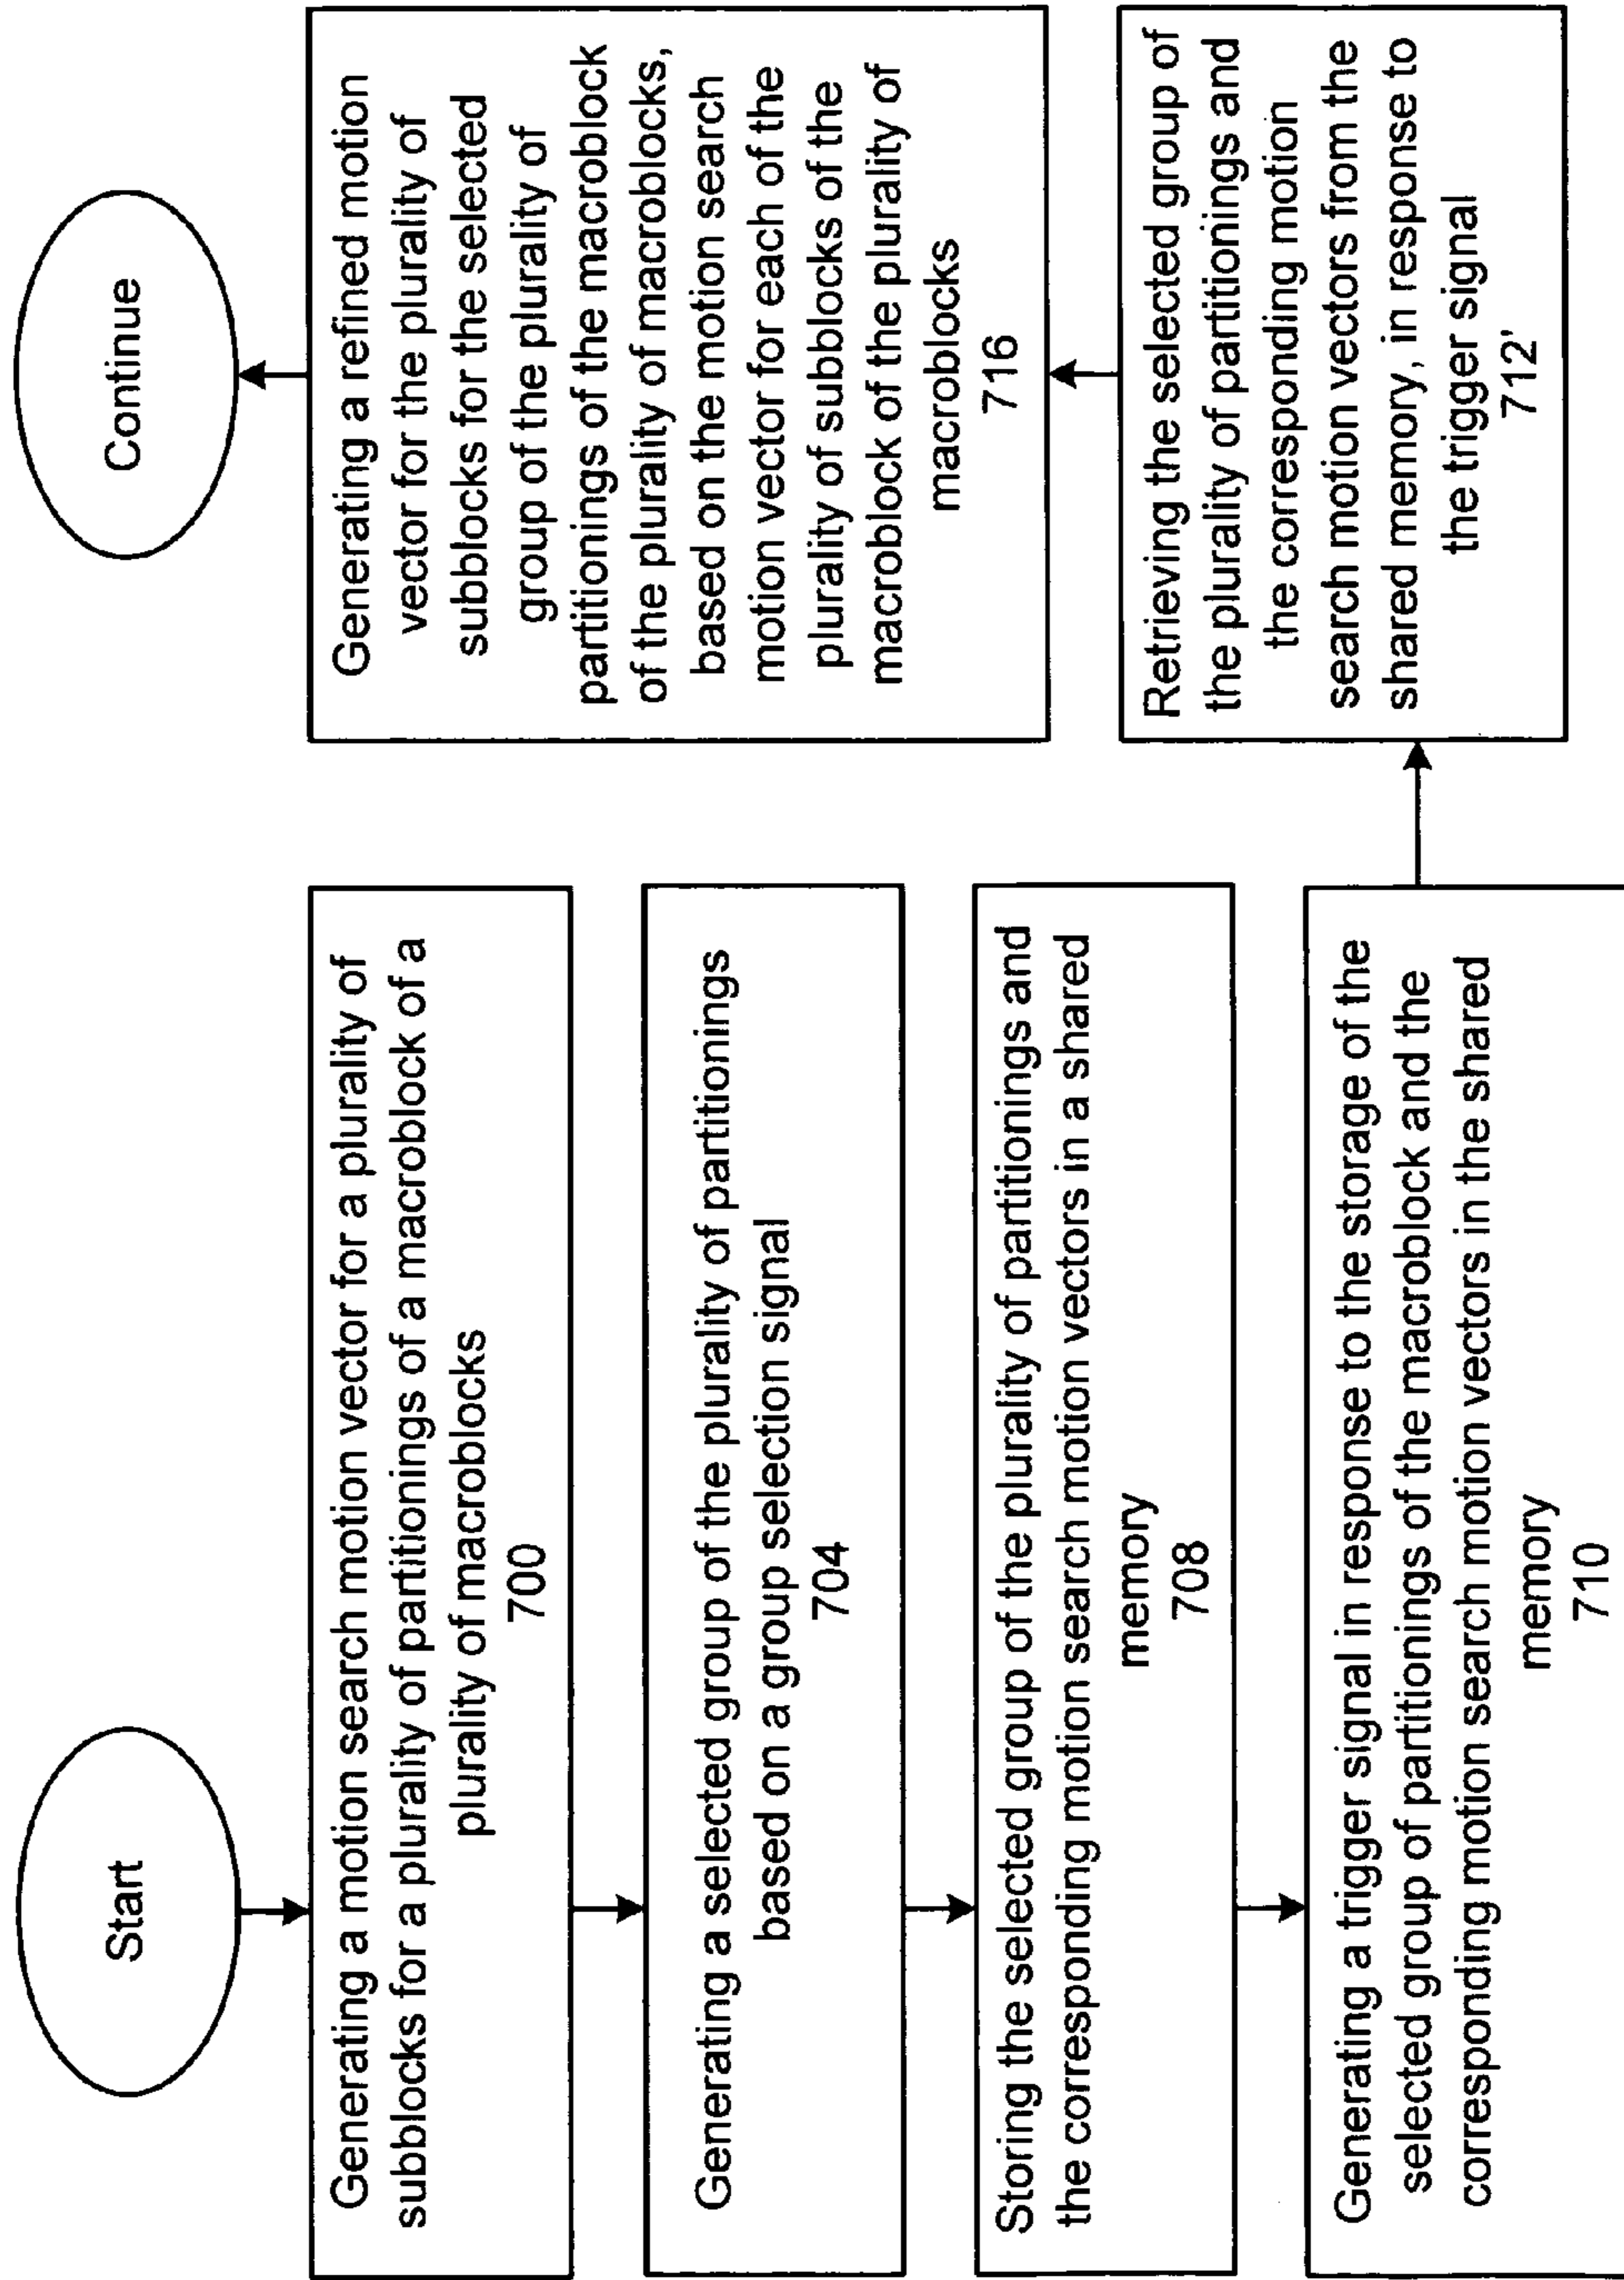 Start
Generating a motion search motion vector for a plurality of
subblocks for a plurality of partitionings of a macroblock of a
plurality of macroblocks
700
Generating a selected group of the plurality of partitionings
based on a group selection signal
704
Storing the selected group of the plurality of partitionings and
the corresponding motion search motion vectors in a shared
memory
708
Generating a trigger signal in response to the storage of the
selected group of partitionings of the macroblock and the
corresponding motion search motion vectors in the shared
memory
710
Retrieving the selected group of
the plurality of partitionings and
the corresponding motion
search motion vectors from the
shared memory, in response to
the trigger signal
712'
Generating a refined motion
vector for the plurality of
subblocks for the selected
group of the plurality of
partitionings of the macroblock
of the plurality of macroblocks,
based on the motion search
motion vector for each of the
plurality of subblocks of the
macroblock of the plurality of
macroblocks
716
Continue